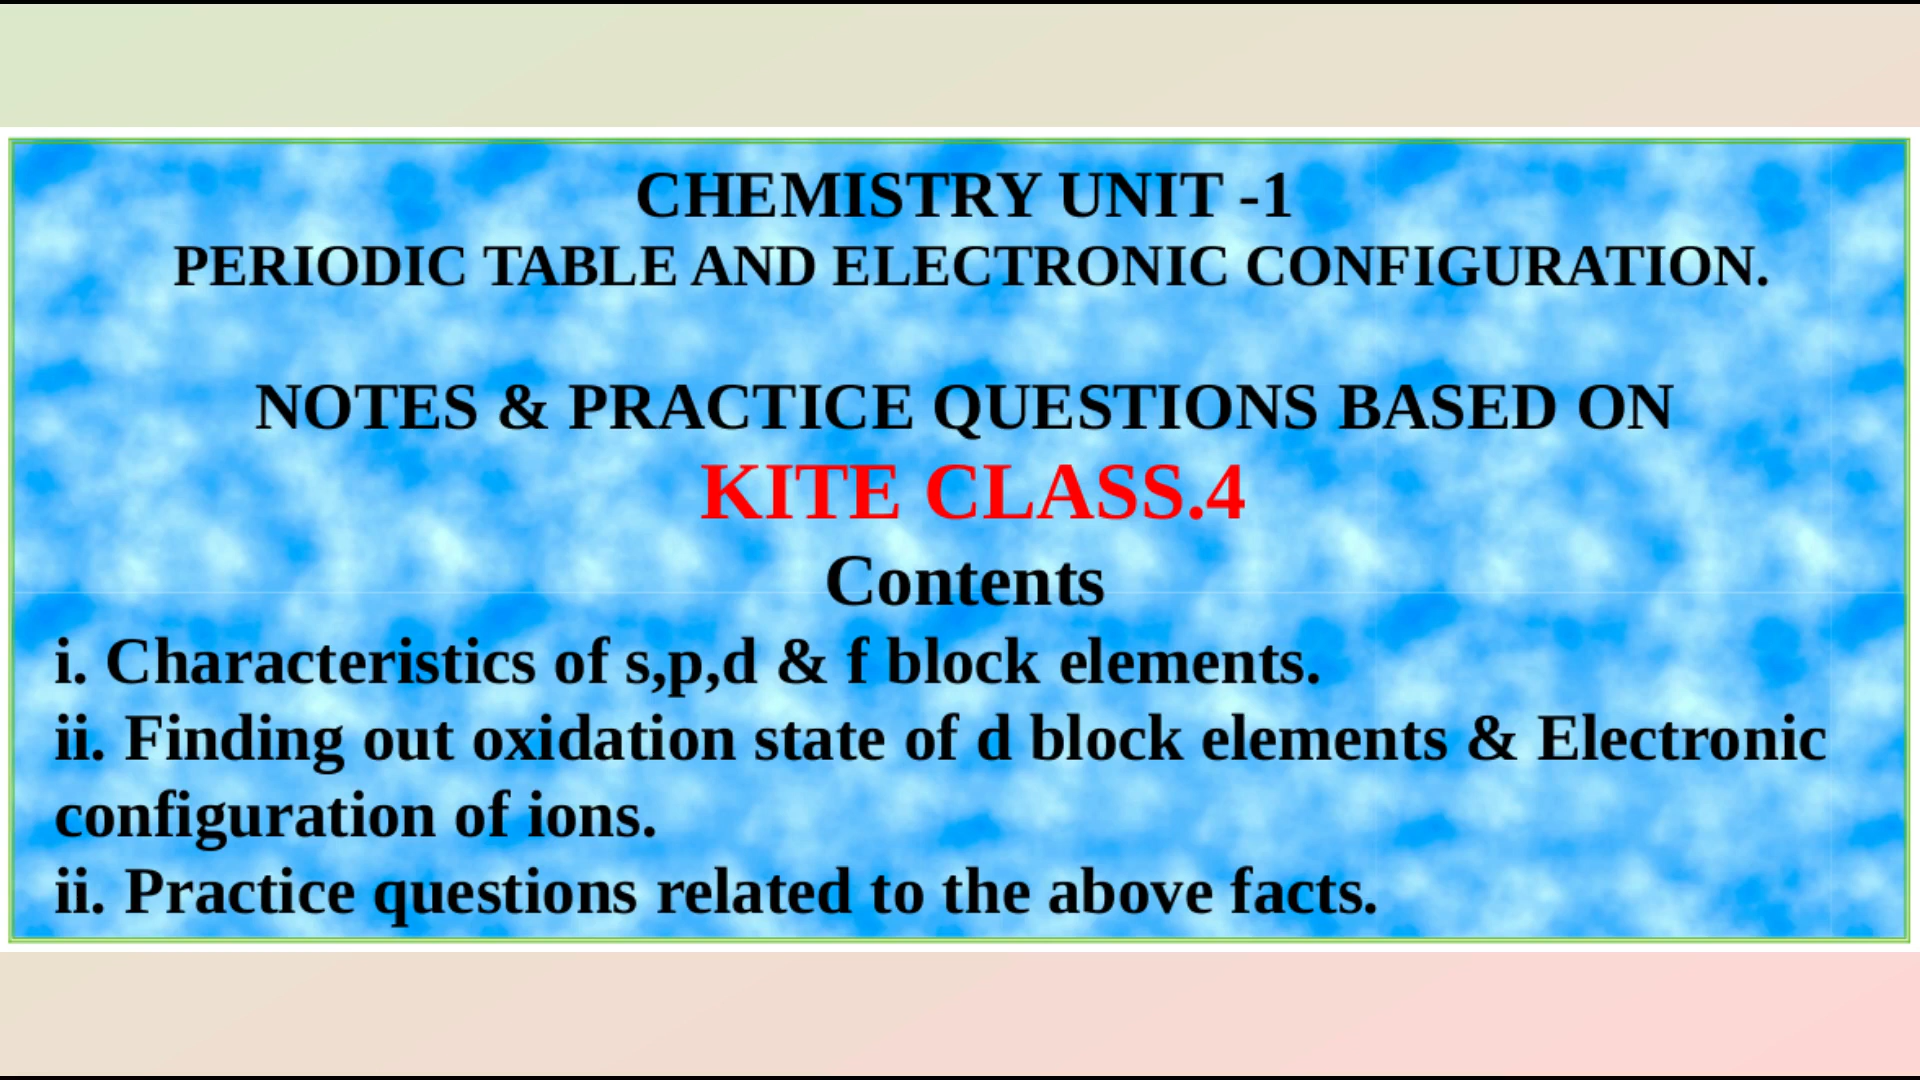 CHEMISTRY UNIT -1
PERIODIC TABLE AND ELECTRONIC CONFIGURATION.
NOTES & PRACTICE QUESTIONS BASED ON
KITE CLASS.4
Contents
i. Characteristics of s,p,d & f block elements.
ii. Finding out oxidation state of d block elements & Electronic
configuration of ions.
ii. Practice questions related to the above facts.